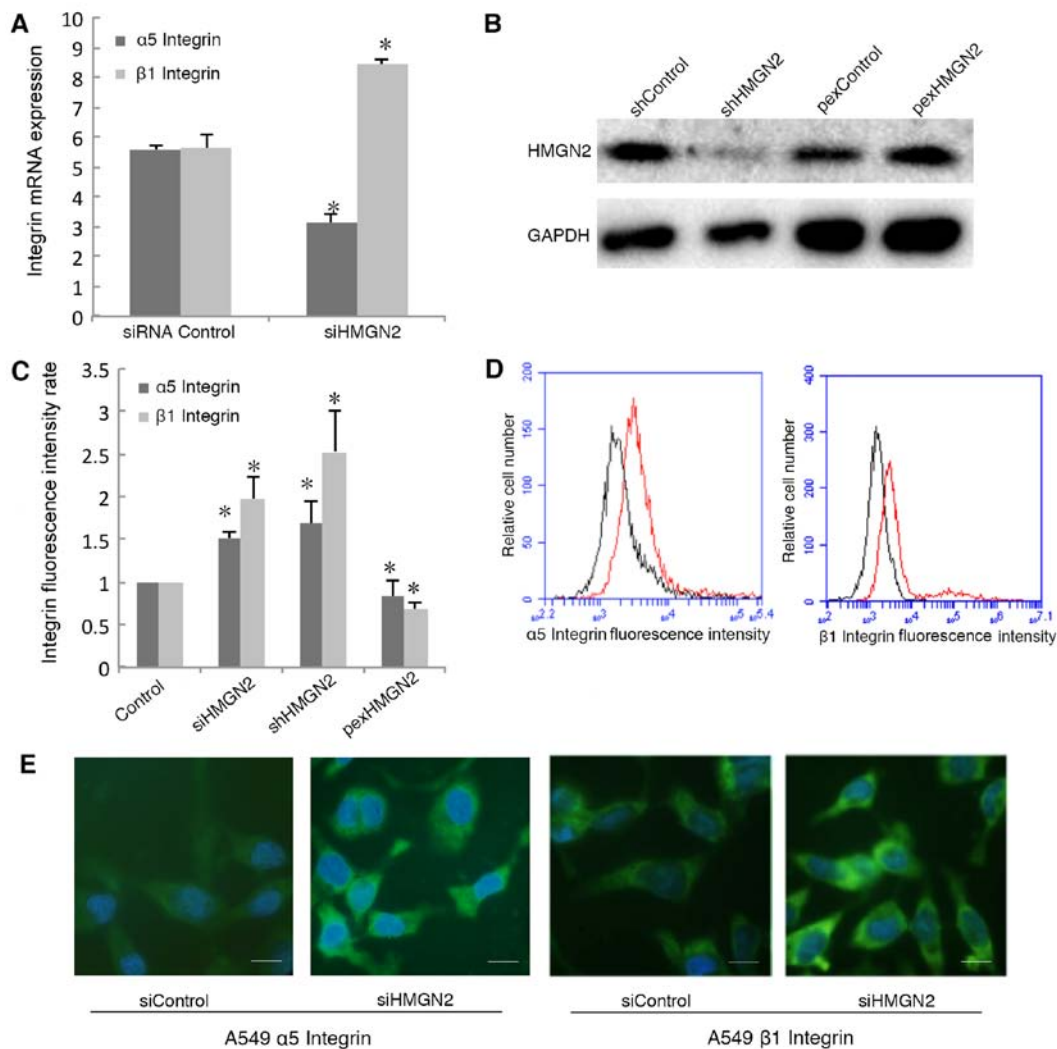 A
Integrin mRNA expression
10
9
8
7
6
5
4
3
2
1
0
α5 Integrin
β1 Integrin
*
*
siRNA Control
siHMGN2
B
shControl
shHMGN2
pexControl
pexHMGN2
HMGN2
GAPDH
C
Integrin fluorescence intensity rate
3.5
3
2.5
2
1.5
1
0.5
0
α5 Integrin
β1 Integrin
*
*
*
*
*
*
Control
siHMGN2
shHMGN2
pexHMGN2
D
Relative cell number
200
150
100
50
0
α5 Integrin fluorescence intensity
Relative cell number
400
300
200
100
0
β1 Integrin fluorescence intensity
E
siControl
siHMGN2
siControl
siHMGN2
A549 α5 Integrin
A549 β1 Integrin